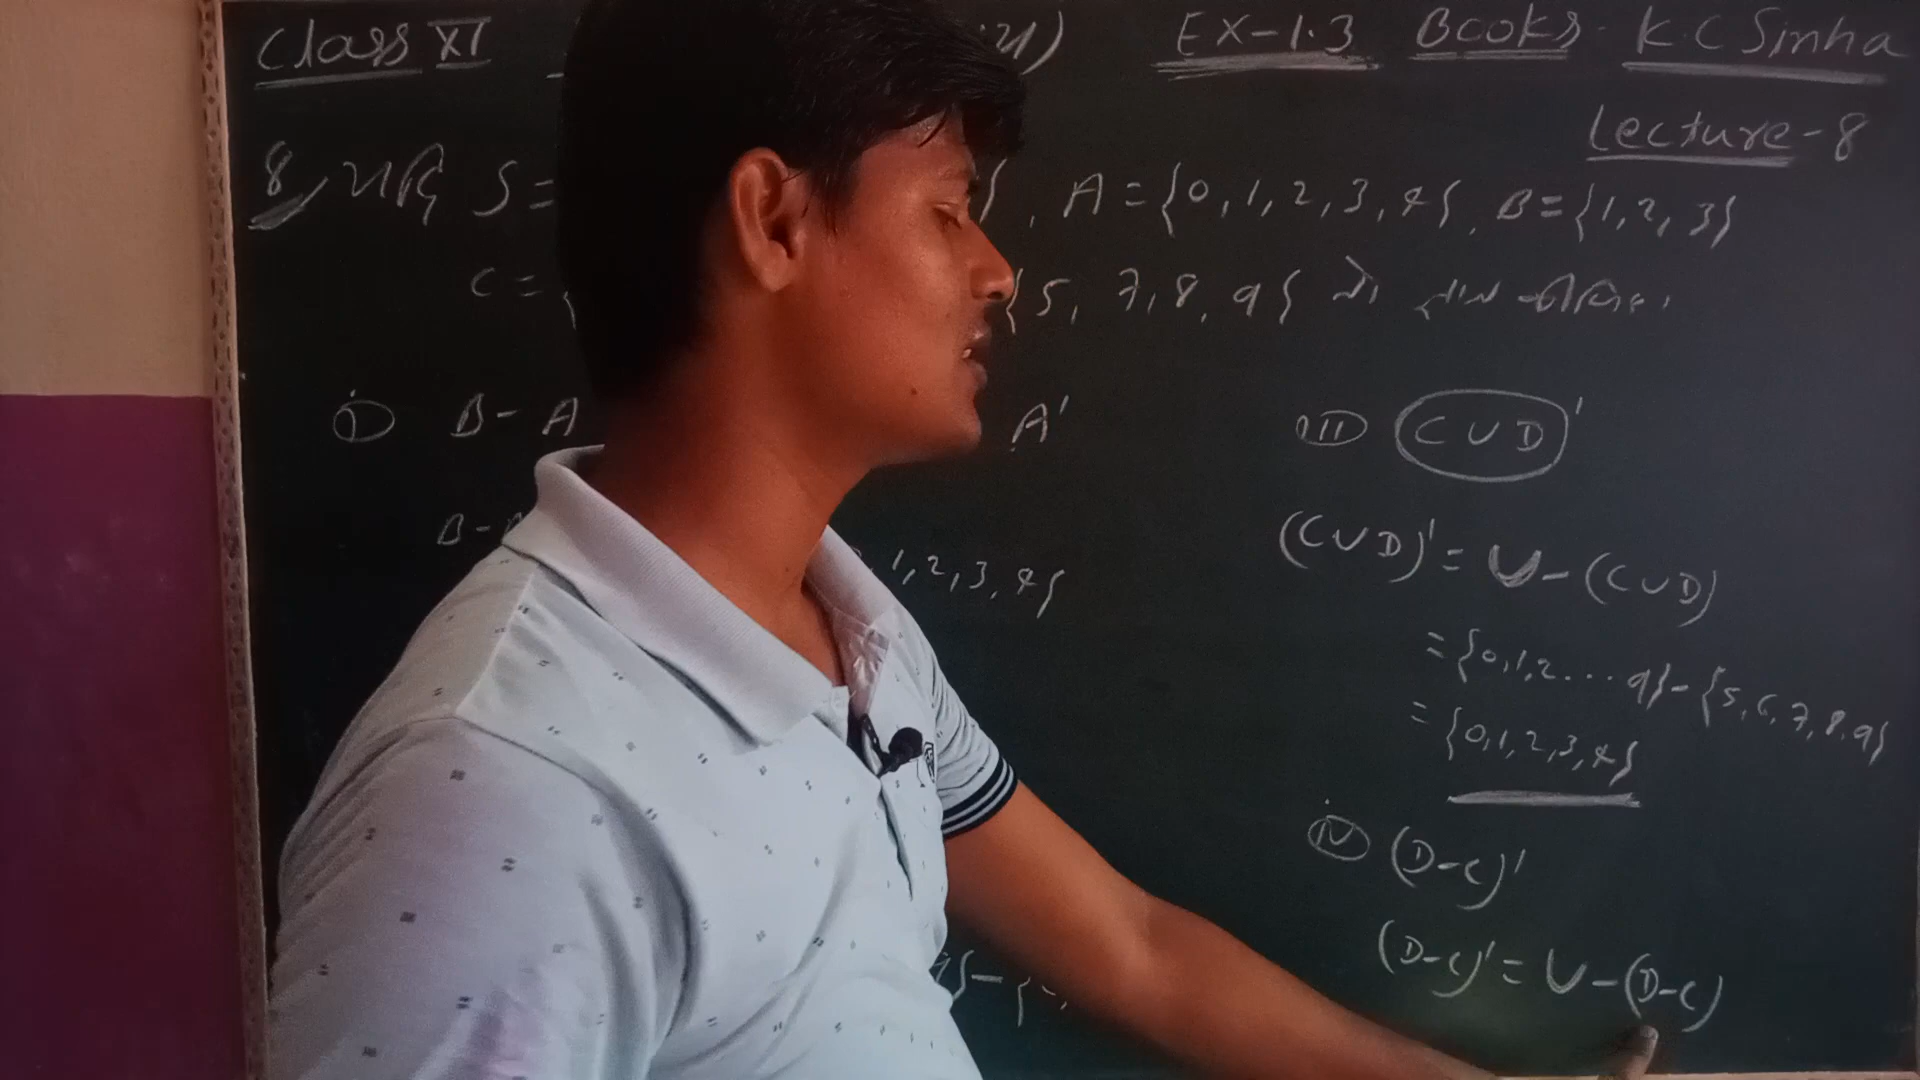 Class XI EX-1.3 Books- K.C Sinha
Lecture-8
8, यदि S= }, A={0,1,2,3,4}, B={1,2,3}
C={ {5, 7,8,9}
(i) B-A A' (iii) (CUD)'
B- (CUD)'= U-(CUD)
1,2,3,4}
={0,1,2...9}-{5,6,7,8,9}
={0,1,2,3,4}
(iv) (D-C)'
(D-C)'= U-(D-C)